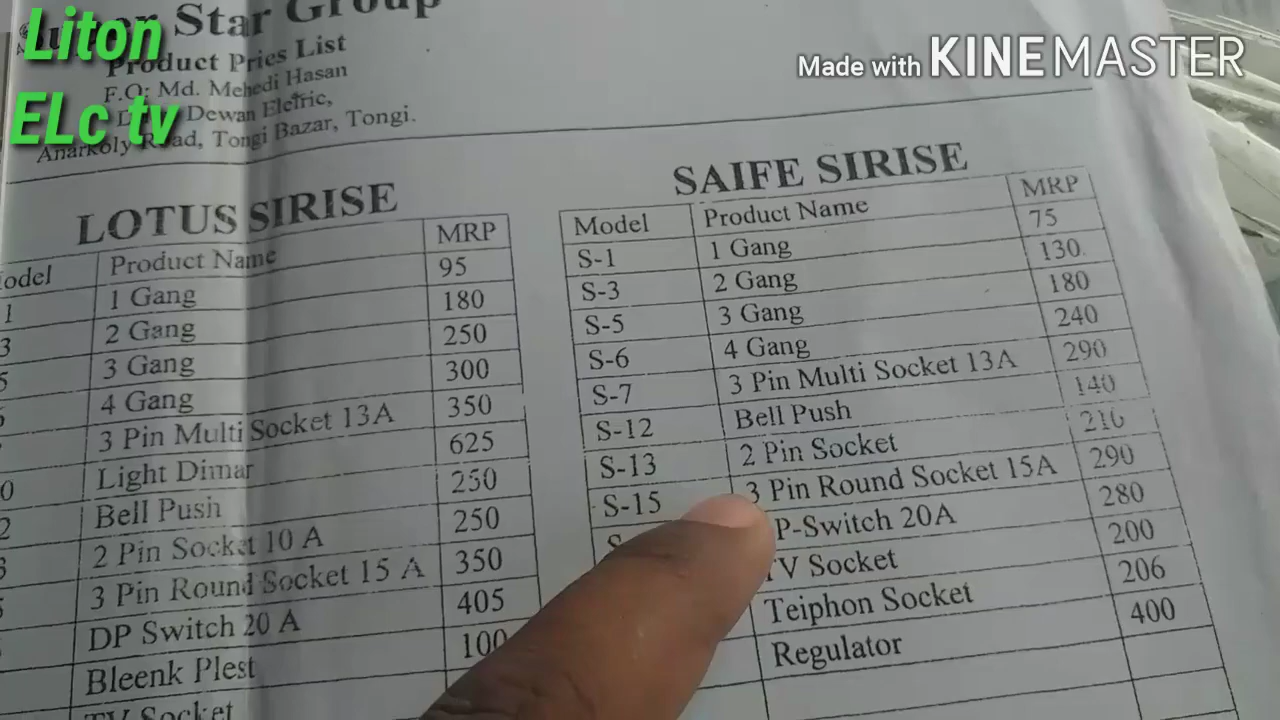 Liton
ELc tv
Made with KINEMASTER
Star Group
Product Pries List
F.O: Md. Mehedi Hasan
Dewan Elctric,
Anarkoly Road, Tongi Bazar, Tongi.
LOTUS SIRISE
Product Name MRP
1 Gang 95
2 Gang 180
3 Gang 250
4 Gang 300
3 Pin Multi Socket 13A 350
Light Dimar 625
Bell Push 250
2 Pin Socket 10 A 250
3 Pin Round Socket 15 A 350
DP Switch 20 A 405
Bleenk Plest 100
TV Socket
SAIFE SIRISE
Model Product Name MRP
S-1 1 Gang 75
S-3 2 Gang 130
S-5 3 Gang 180
S-6 4 Gang 240
S-7 3 Pin Multi Socket 13A 290
S-12 Bell Push 140
S-13 2 Pin Socket 210
S-15 3 Pin Round Socket 15A 290
P-Switch 20A 280
TV Socket 200
Teiphon Socket 206
Regulator 400